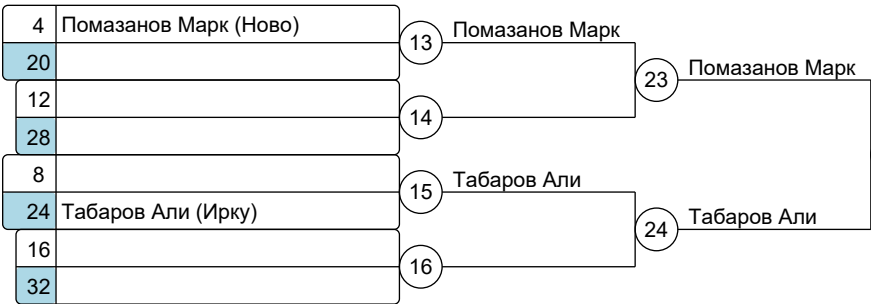 4 Помазанов Марк (Ново)
13 Помазанов Марк
20
23 Помазанов Марк
12
14
28
8
15 Табаров Али
24 Табаров Али (Ирку)
24 Табаров Али
16
16
32